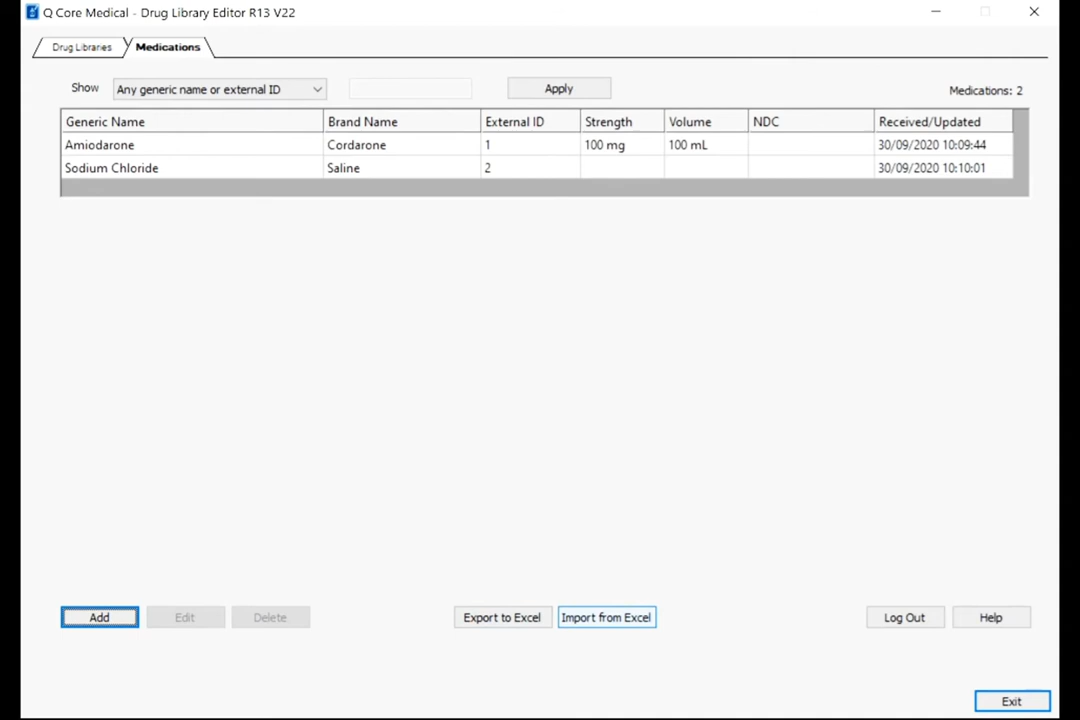 Q Core Medical - Drug Library Editor R13 V22
Drug Libraries Medications
Show Any generic name or external ID Apply Medications: 2
Generic Name Brand Name External ID Strength Volume NDC Received/Updated
Amiodarone Cordarone 1 100 mg 100 mL 30/09/2020 10:09:44
Sodium Chloride Saline 2 30/09/2020 10:10:01
Add Edit Delete Export to Excel Import from Excel Log Out Help
Exit